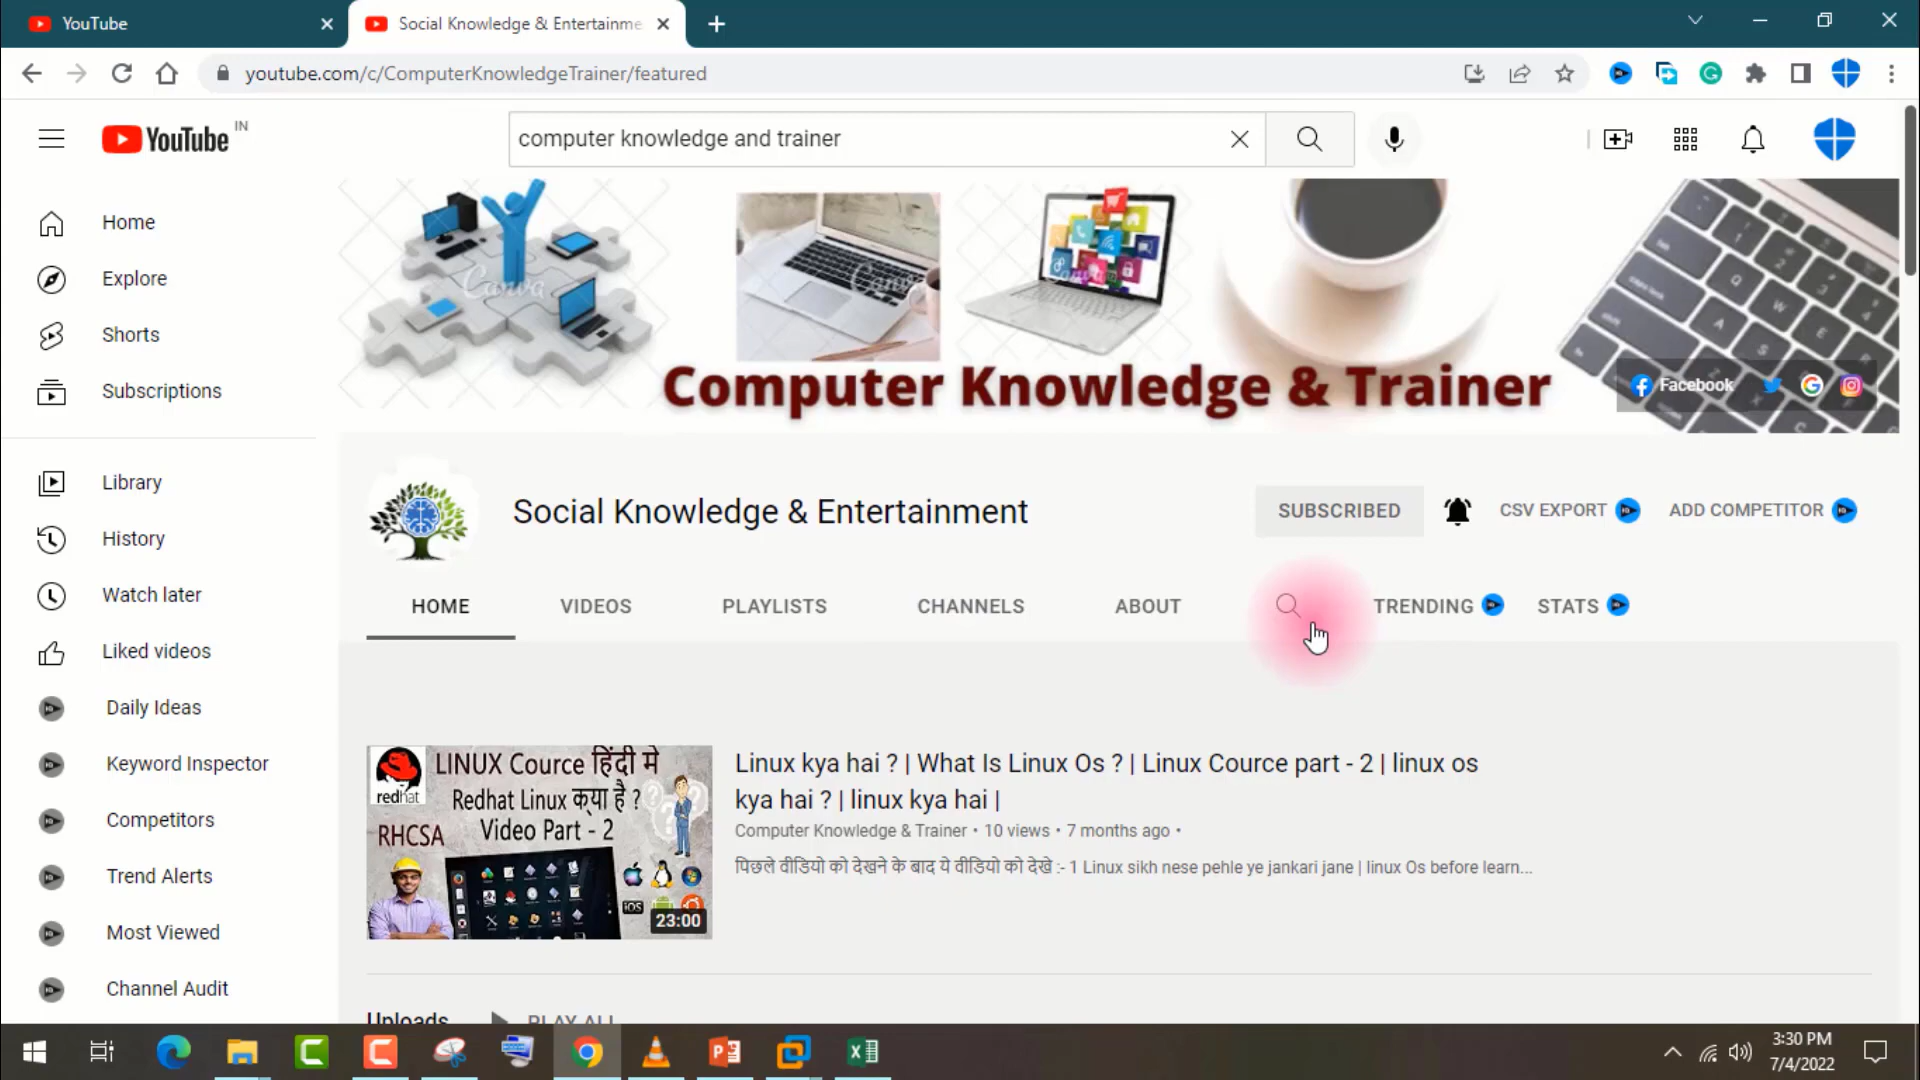 YouTube
Social Knowledge & Entertainme
youtube.com/c/ComputerKnowledgeTrainer/featured
YouTube IN
computer knowledge and trainer
Home
Explore
Shorts
Subscriptions
Library
History
Watch later
Liked videos
Daily Ideas
Keyword Inspector
Competitors
Trend Alerts
Most Viewed
Channel Audit
Canva
Computer Knowledge & Trainer
Facebook
Social Knowledge & Entertainment
SUBSCRIBED
CSV EXPORT
ADD COMPETITOR
HOME
VIDEOS
PLAYLISTS
CHANNELS
ABOUT
TRENDING
STATS
redhat
LINUX Cource हिंदी मे
Redhat Linux क्या है ?
RHCSA
Video Part - 2
iOS
23:00
Linux kya hai ? | What Is Linux Os ? | Linux Cource part - 2 | linux os
kya hai ? | linux kya hai |
Computer Knowledge & Trainer • 10 views • 7 months ago •
पिछले वीडियो को देखने के बाद ये वीडियो को देखे :- 1 Linux sikh nese pehle ye jankari jane | linux Os before learn...
Uploads
PLAY ALL
3:30 PM
7/4/2022